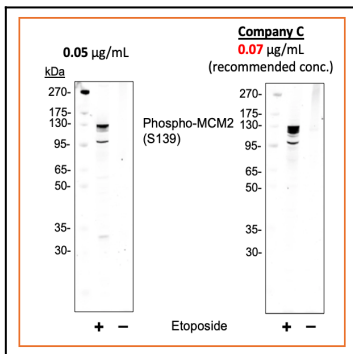 0.05 µg/mL
Company C
0.07 µg/mL
(recommended conc.)
kDa
270-
175-
130-
95-
65-
50-
35-
30-
Phospho-MCM2
(S139)
270-
175-
130-
95-
65-
50-
35-
30-
+ − Etoposide + −